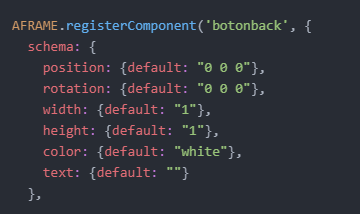 AFRAME.registerComponent('botonback', {
  schema: {
    position: {default: "0 0 0"},
    rotation: {default: "0 0 0"},
    width: {default: "1"},
    height: {default: "1"},
    color: {default: "white"},
    text: {default: ""}
  },